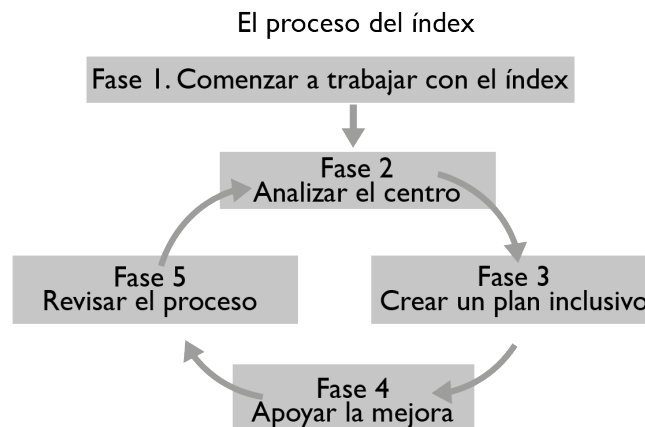 El proceso del índex
Fase 1. Comenzar a trabajar con el índex
Fase 2
Analizar el centro
Fase 5
Revisar el proceso
Fase 3
Crear un plan inclusivo
Fase 4
Apoyar la mejora